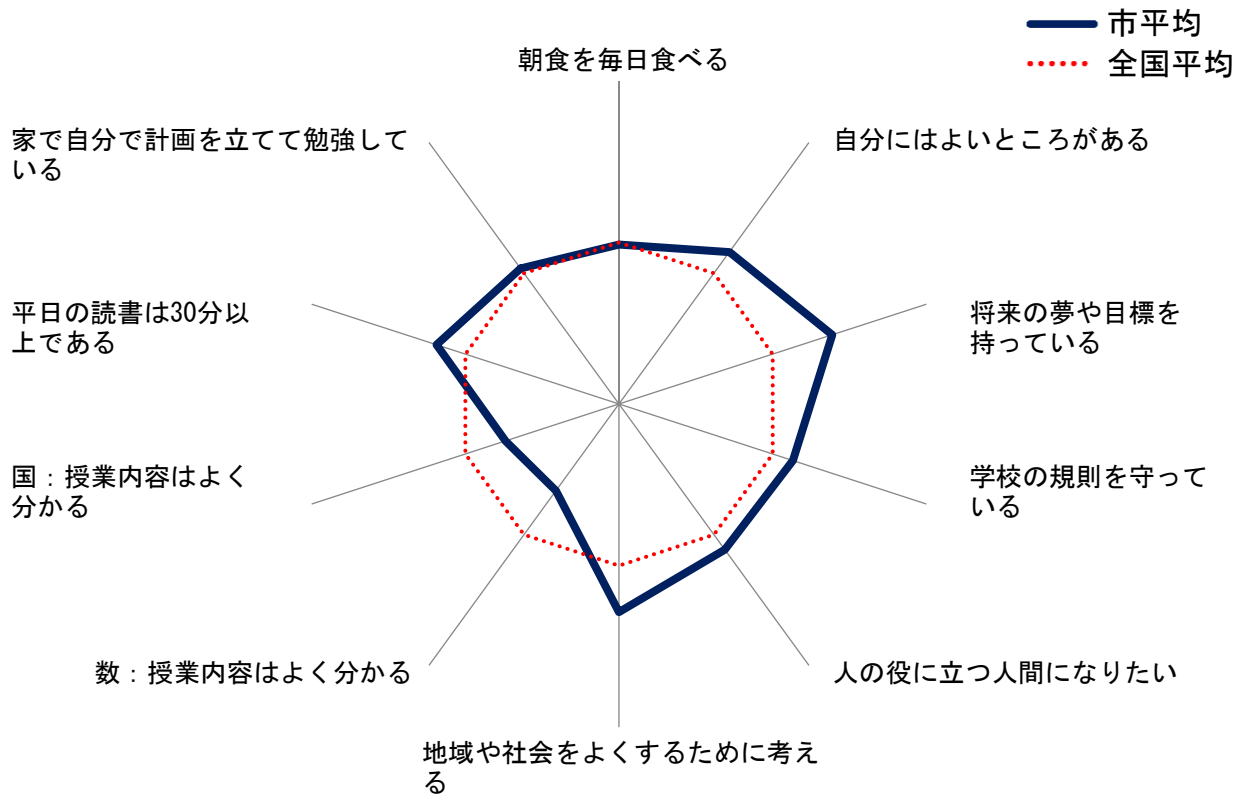 市平均
全国平均
朝食を毎日食べる
自分にはよいところがある
将来の夢や目標を
持っている
学校の規則を守って
いる
人の役に立つ人間になりたい
地域や社会をよくするために考え
る
数：授業内容はよく分かる
国：授業内容はよく
分かる
平日の読書は30分以
上である
家で自分で計画を立てて勉強して
いる